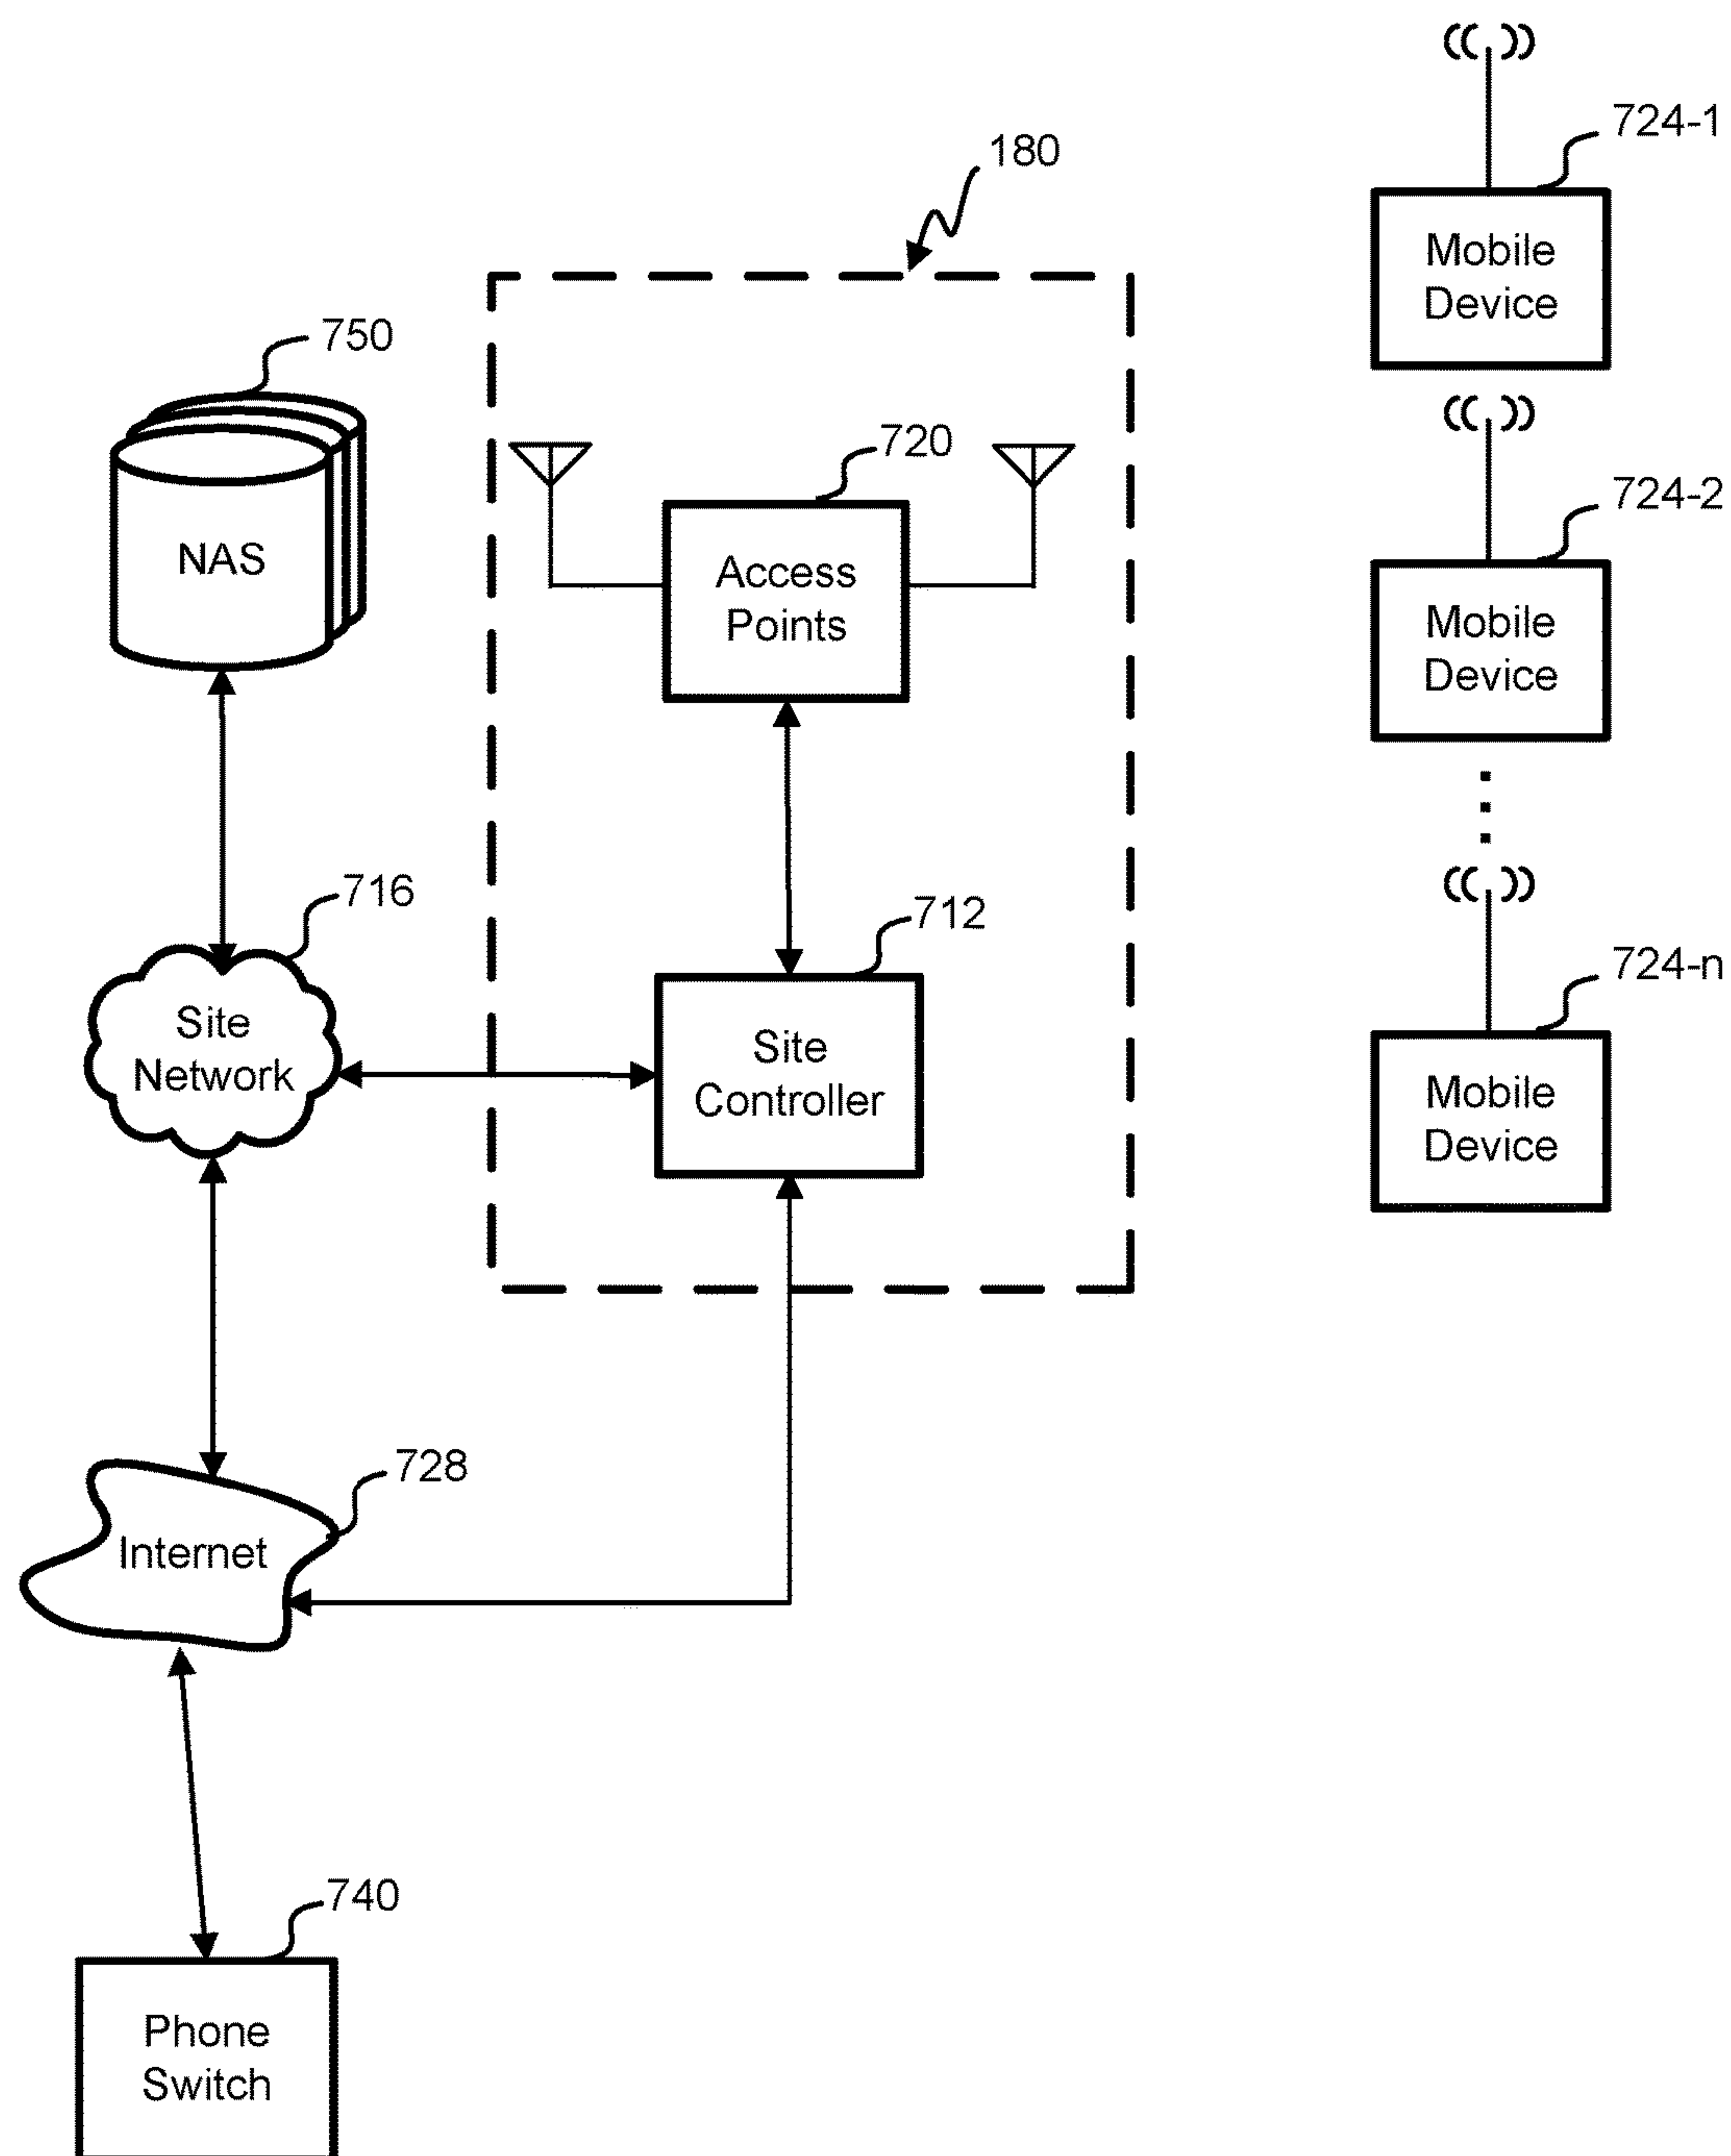 724-1
180
Mobile
Device
750
720
724-2
NAS
Access
Points
Mobile
Device
716
712
724-n
Site
Network
Site
Controller
Mobile
Device
728
Internet
740
Phone
Switch